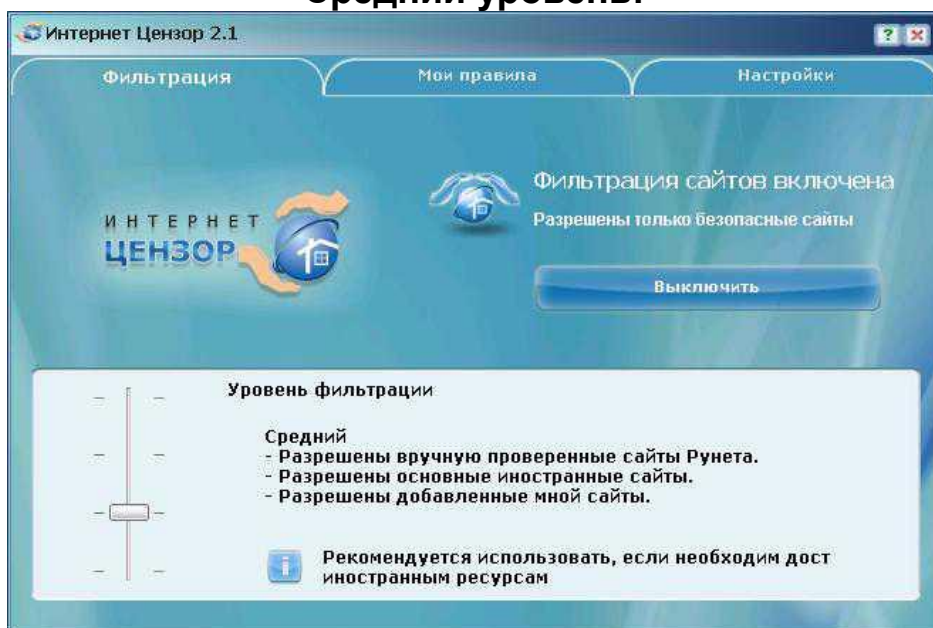 Средний уровень:
Интернет Цензор 2.1
Фильтрация
Мои правила
Настройки
ИНТЕРНЕТ
ЦЕНЗОР
Фильтрация сайтов включена
Разрешены только безопасные сайты
Выключить
Уровень фильтрации
Средний
- Разрешены вручную проверенные сайты Рунета.
- Разрешены основные иностранные сайты.
- Разрешены добавленные мной сайты.
Рекомендуется использовать, если необходим дост
иностранным ресурсам